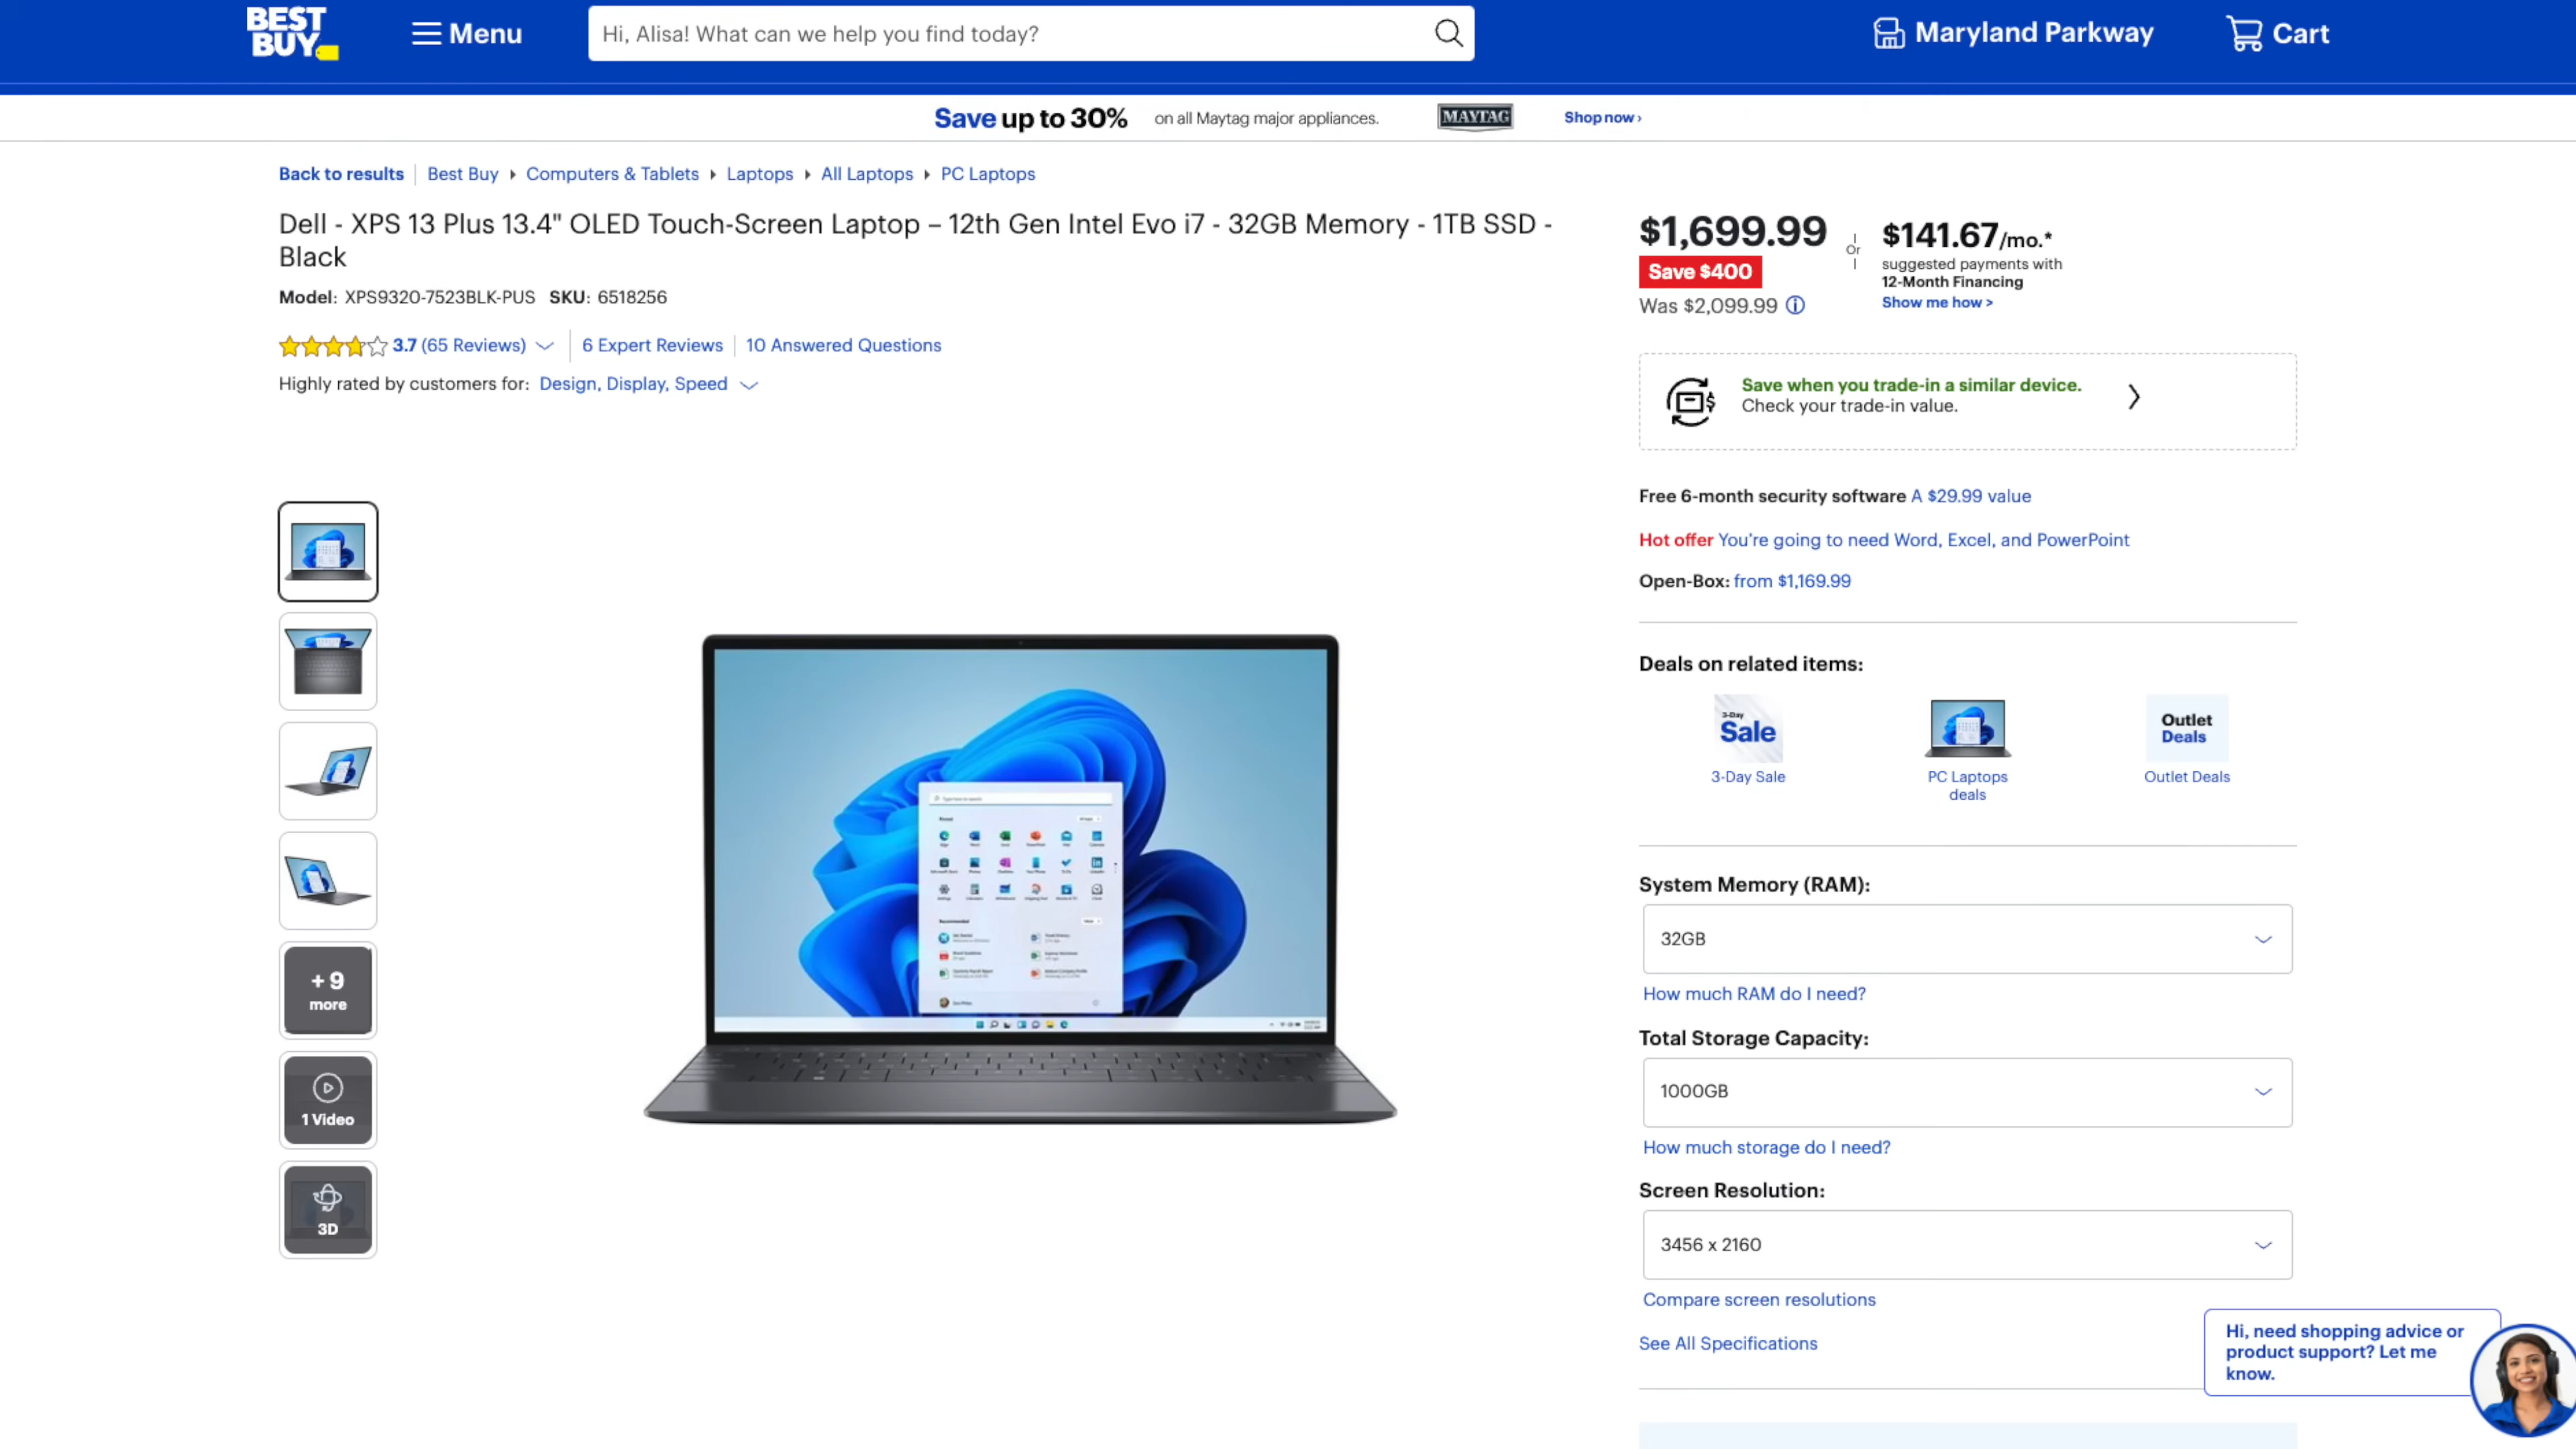 BEST
BUY
Menu
Hi, Alisa! What can we help you find today?
Maryland Parkway
Cart
Save up to 30% on all Maytag major appliances. MAYTAG Shop now ›
Back to results
Best Buy
Computers & Tablets
Laptops
All Laptops
PC Laptops
Dell - XPS 13 Plus 13.4" OLED Touch-Screen Laptop – 12th Gen Intel Evo i7 - 32GB Memory - 1TB SSD -
Black
Model: XPS9320-7523BLK-PUS SKU: 6518256
3.7 (65 Reviews)
6 Expert Reviews
10 Answered Questions
Highly rated by customers for: Design, Display, Speed
+ 9
more
1 Video
3D
$1,699.99
Save $400
Was $2,099.99
Or
$141.67/mo.*
suggested payments with
12-Month Financing
Show me how >
Save when you trade-in a similar device.
Check your trade-in value.
Free 6-month security software A $29.99 value
Hot offer You're going to need Word, Excel, and PowerPoint
Open-Box: from $1,169.99
Deals on related items:
3-Day
Sale
3-Day Sale
PC Laptops
deals
Outlet
Deals
Outlet Deals
System Memory (RAM):
32GB
How much RAM do I need?
Total Storage Capacity:
1000GB
How much storage do I need?
Screen Resolution:
3456 x 2160
Compare screen resolutions
See All Specifications
Hi, need shopping advice or
product support? Let me
know.